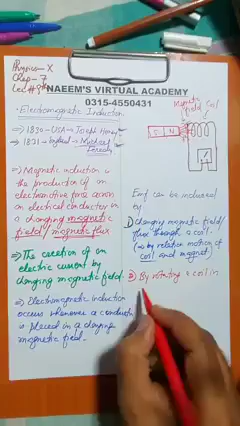 Physics - X
Chap - 7
Lec # 8
NAEEM'S VIRTUAL ACADEMY
0315-4550431
Electromagnetic Induction
⇒ 1830 - USA → Joseph Henry
⇒ 1831 - England → Michael
⇒ Magnetic induction is
the production of an
electromotive force across
an electrical conductor in
a changing magnetic
field / magnetic flux
⇒ The creation of an
electric current by
changing magnetic field.
⇒ Electromagnetic induction
occurs whenever a conductor
is placed in a changing
magnetic field.
Magnetic
field
Coil
S N
Emf can be induced
by
1) Changing magnetic field /
flux through a coil.
(⇒ by relation motion of
coil and magnet)
2) By rotating a coil in